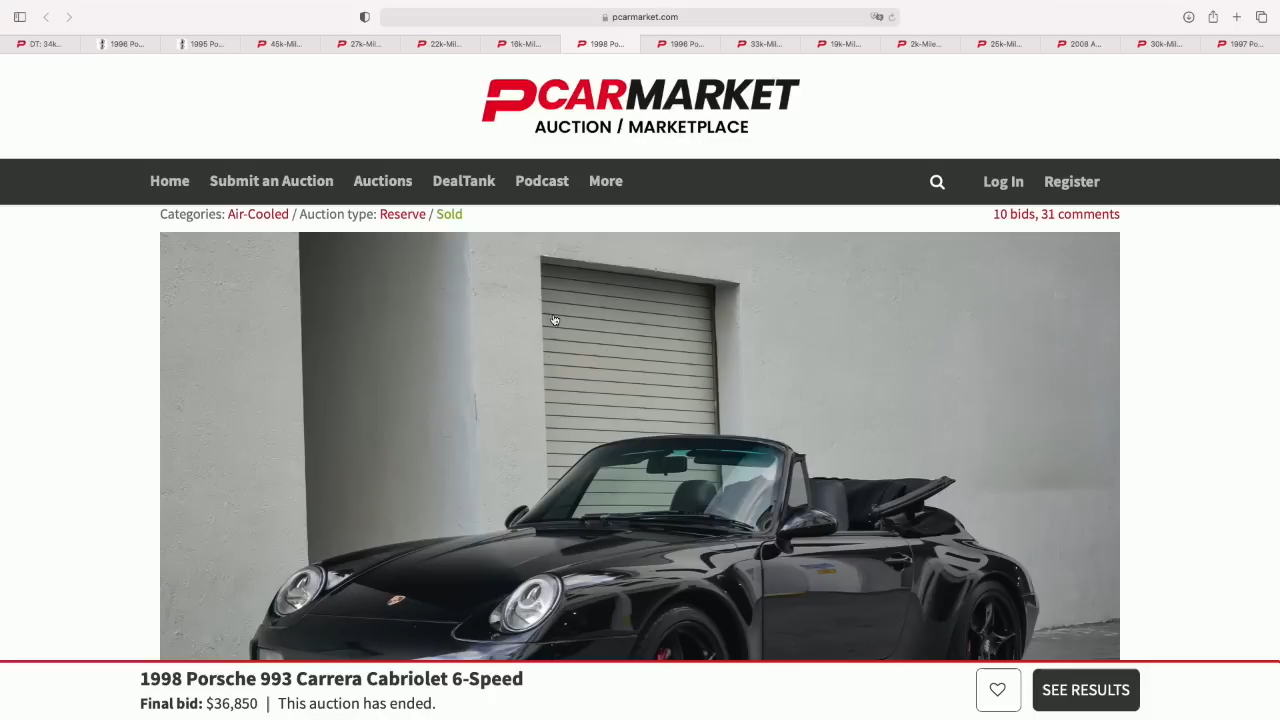 pcarmarket.com
DT: 34k...
1996 Po...
1995 Po...
45k-Mil...
27k-Mil...
22k-Mil...
16k-Mil...
1998 Po...
1996 Po...
33k-Mil...
19k-Mil...
2k-Mile...
25k-Mil...
2008 A...
30k-Mil...
1997 Po...
PCARMARKET
AUCTION / MARKETPLACE
Home Submit an Auction Auctions DealTank Podcast More Log In Register
Categories: Air-Cooled / Auction type: Reserve / Sold
10 bids, 31 comments
1998 Porsche 993 Carrera Cabriolet 6-Speed
Final bid: $36,850 | This auction has ended.
SEE RESULTS